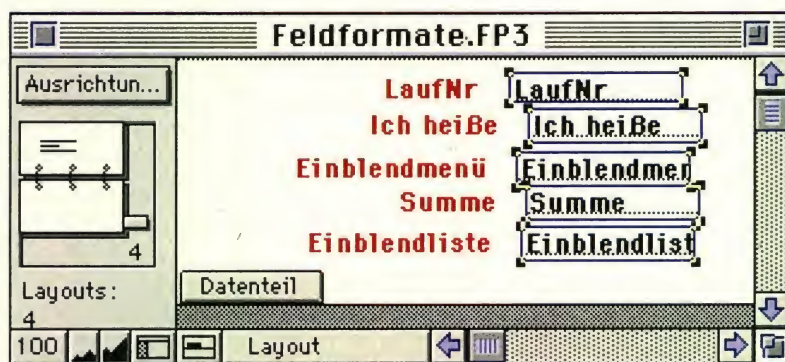 Feldformate.FP3
Ausrichtun...
LaufNr LaufNr
Ich heiße Ich heiße
Einblendmenü Einblendmen
Summe Summe
Einblendliste Einblendlist
4
Layouts:
4
Datenteil
100 Layout